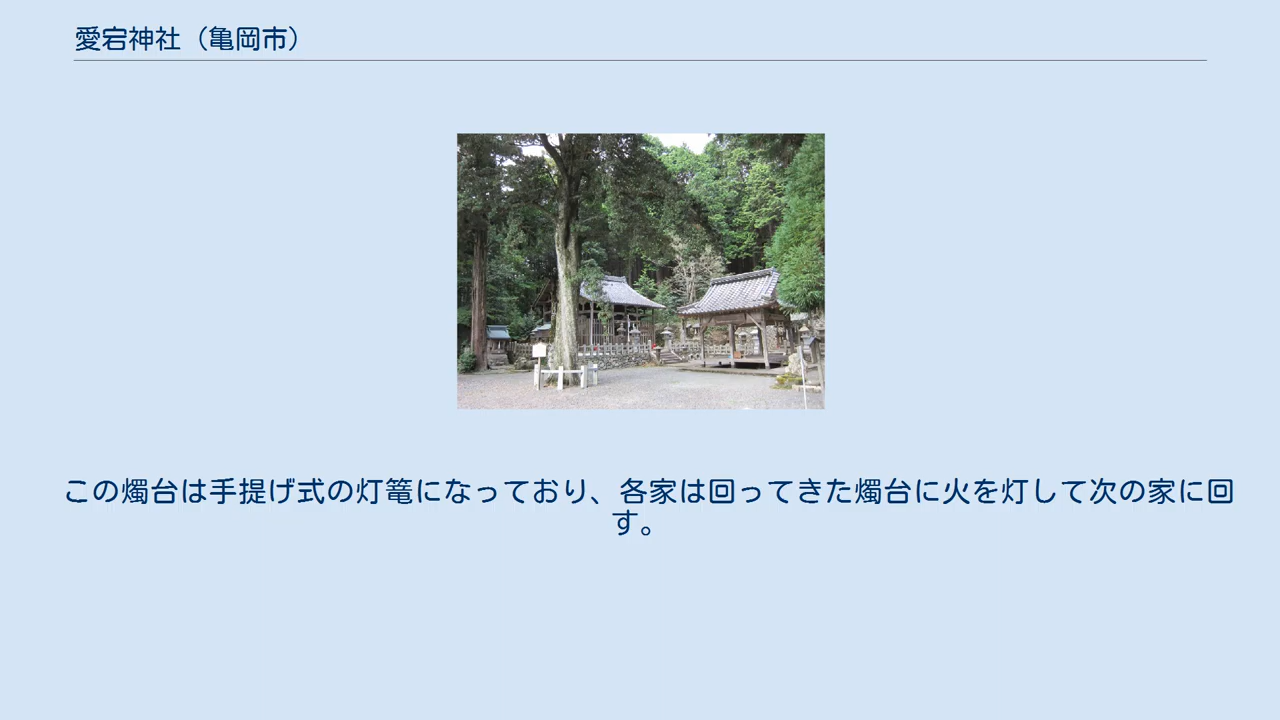 愛宕神社（亀岡市）
この燭台は手提げ式の灯篭になっており、各家は回ってきた燭台に火を灯して次の家に回
す。